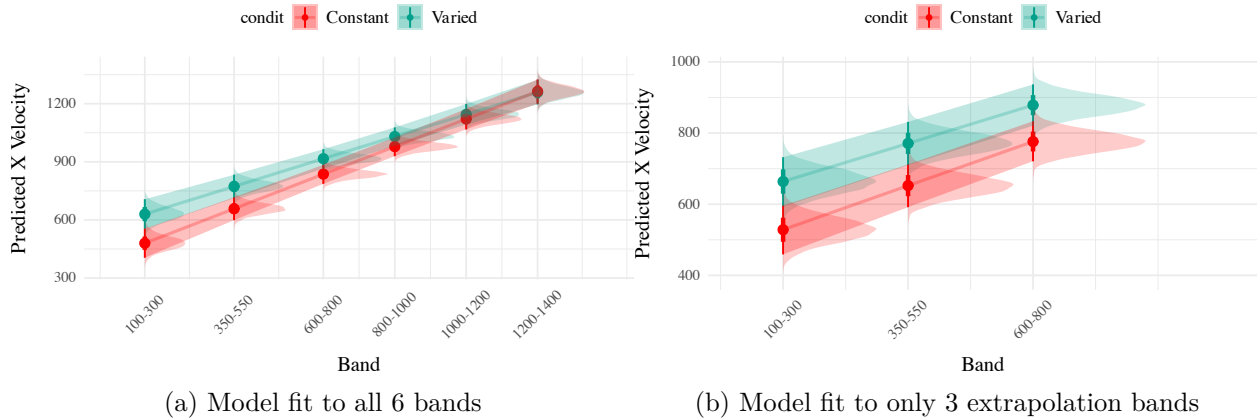 condit Constant Varied
Predicted X Velocity
1200
900
600
300
100-300
350-550
600-800
800-1000
1000-1200
1200-1400
Band
(a) Model fit to all 6 bands
condit Constant Varied
Predicted X Velocity
1000
800
600
400
100-300
350-550
600-800
Band
(b) Model fit to only 3 extrapolation bands